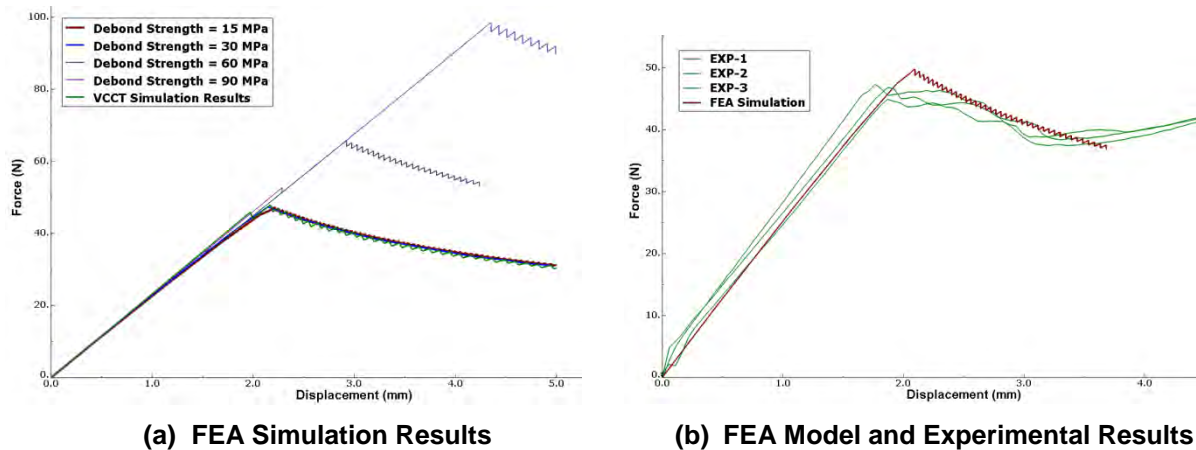 100.
80.
60.
40.
20.
0.
Force (N)
Debond Strength = 15 MPa
Debond Strength = 30 MPa
Debond Strength = 60 MPa
Debond Strength = 90 MPa
VCCT Simulation Results
0.0 1.0 2.0 3.0 4.0 5.0
Displacement (mm)
(a) FEA Simulation Results
50.
40.
30.
20.
10.
0.
Force (N)
EXP-1
EXP-2
EXP-3
FEA Simulation
0.0 1.0 2.0 3.0 4.0
Displacement (mm)
(b) FEA Model and Experimental Results